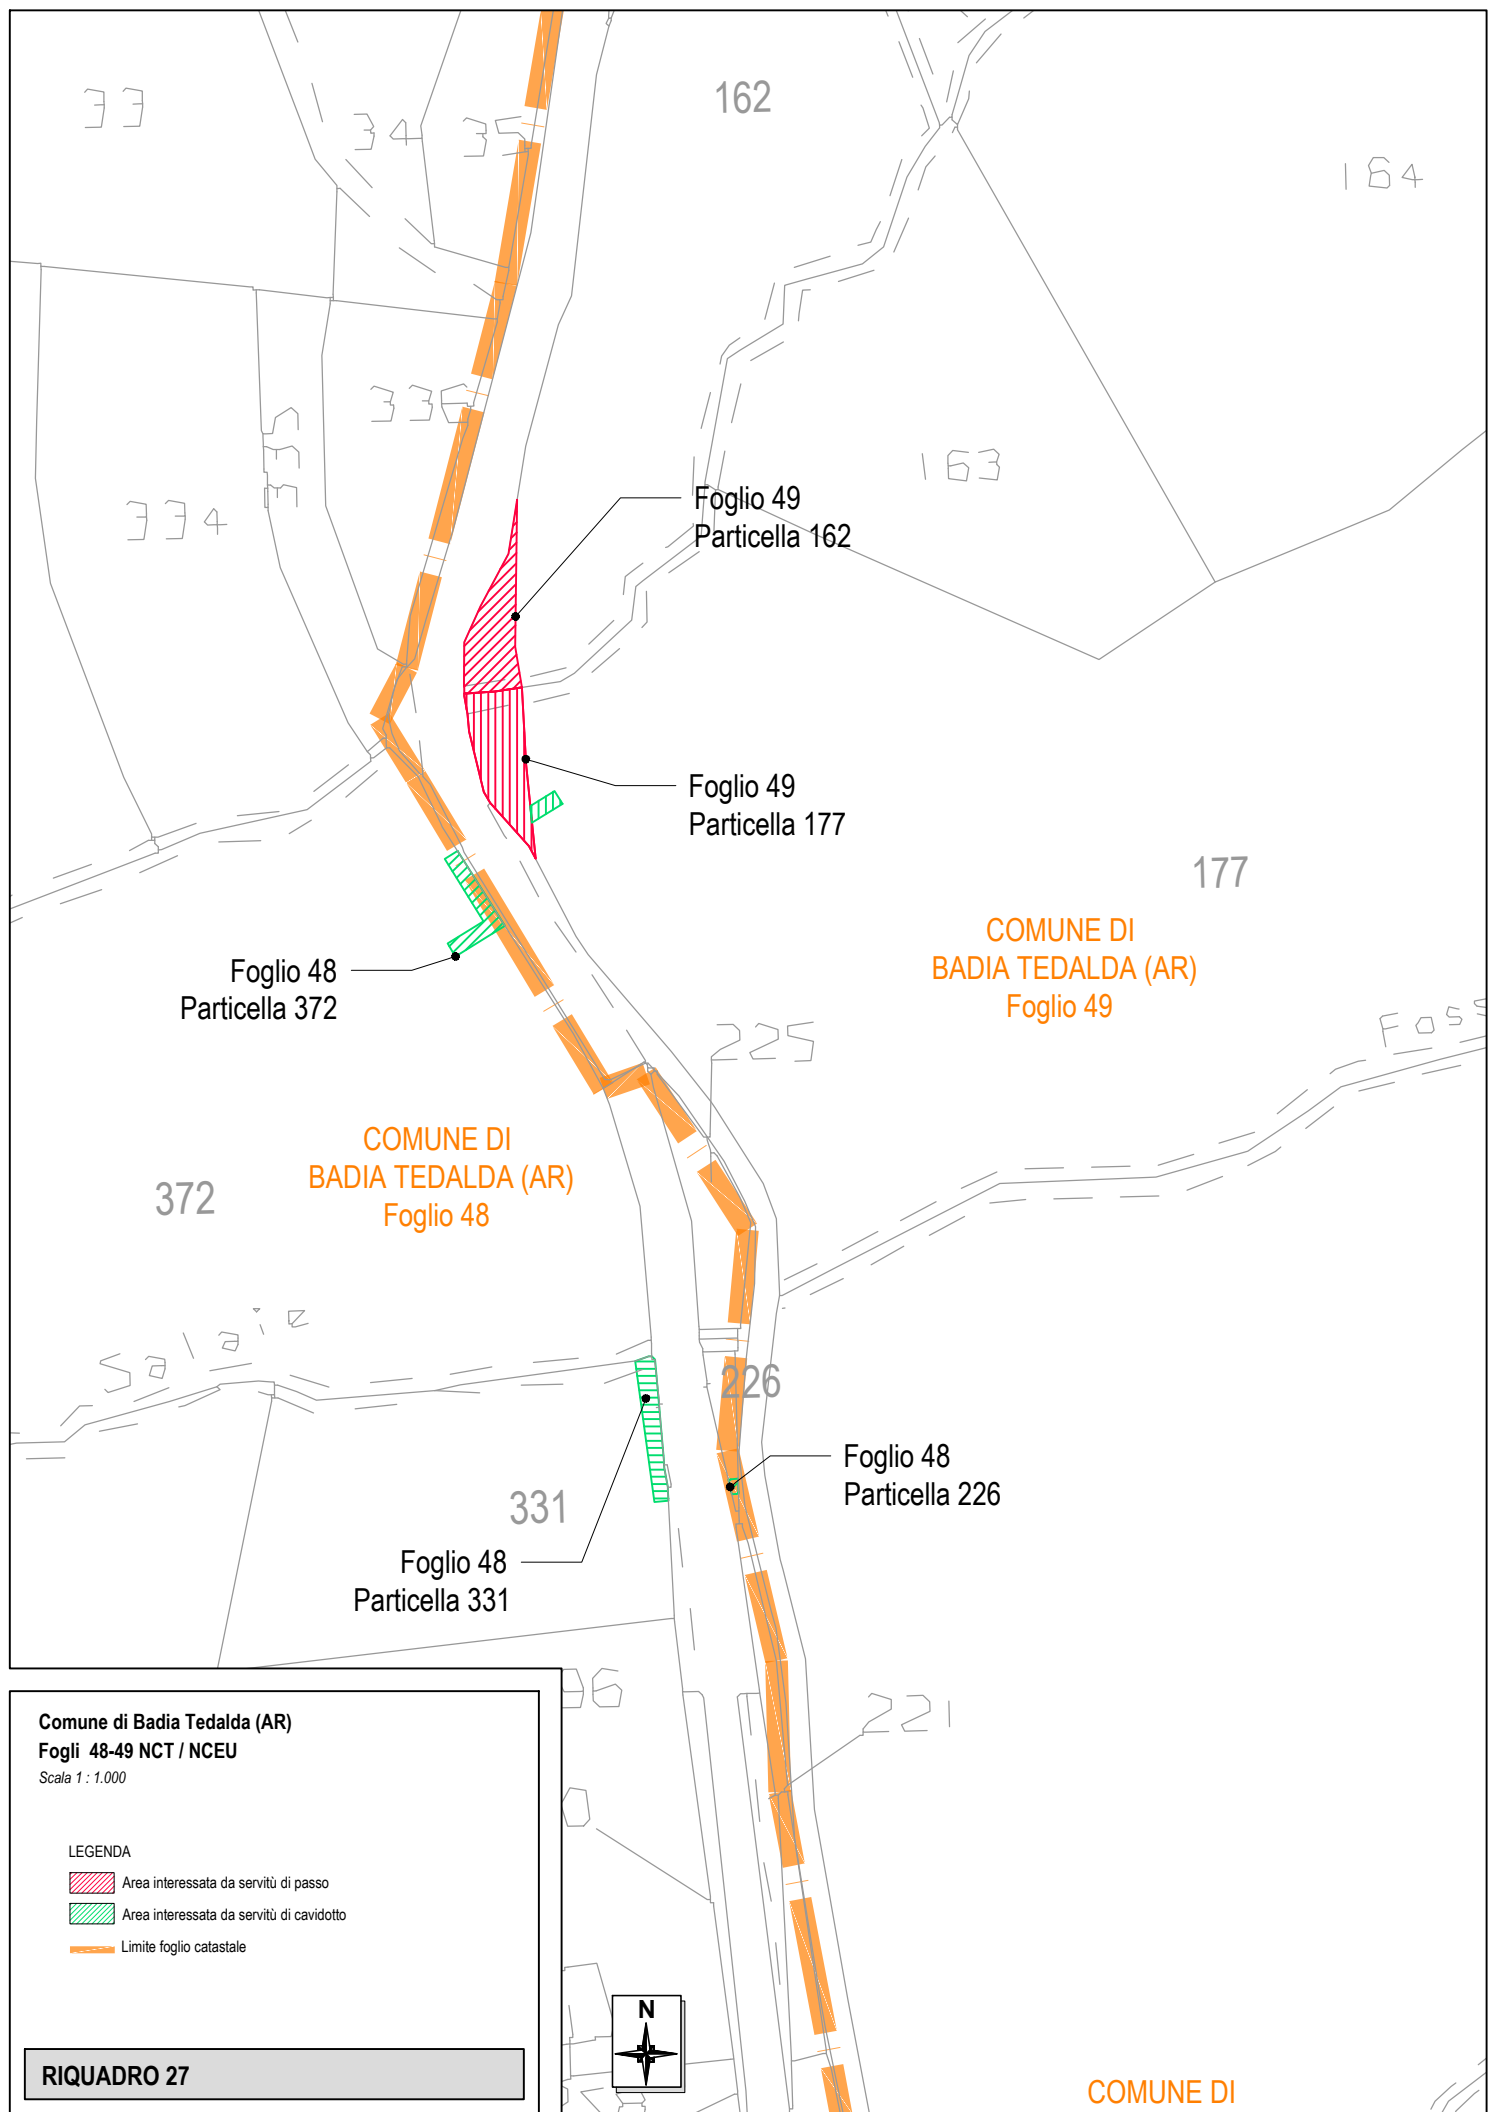 33
34
35
162
164
336
335
334
163
Foglio 49
Particella 162
Foglio 49
Particella 177
177
COMUNE DI
BADIA TEDALDA (AR)
Foglio 49
Foglio 48
Particella 372
225
Foss
COMUNE DI
BADIA TEDALDA (AR)
Foglio 48
372
Salaie
226
Foglio 48
Particella 226
331
Foglio 48
Particella 331
221
Comune di Badia Tedalda (AR)
Fogli 48-49 NCT / NCEU
Scala 1 : 1.000
LEGENDA
Area interessata da servitù di passo
Area interessata da servitù di cavidotto
Limite foglio catastale
N
RIQUADRO 27
COMUNE DI